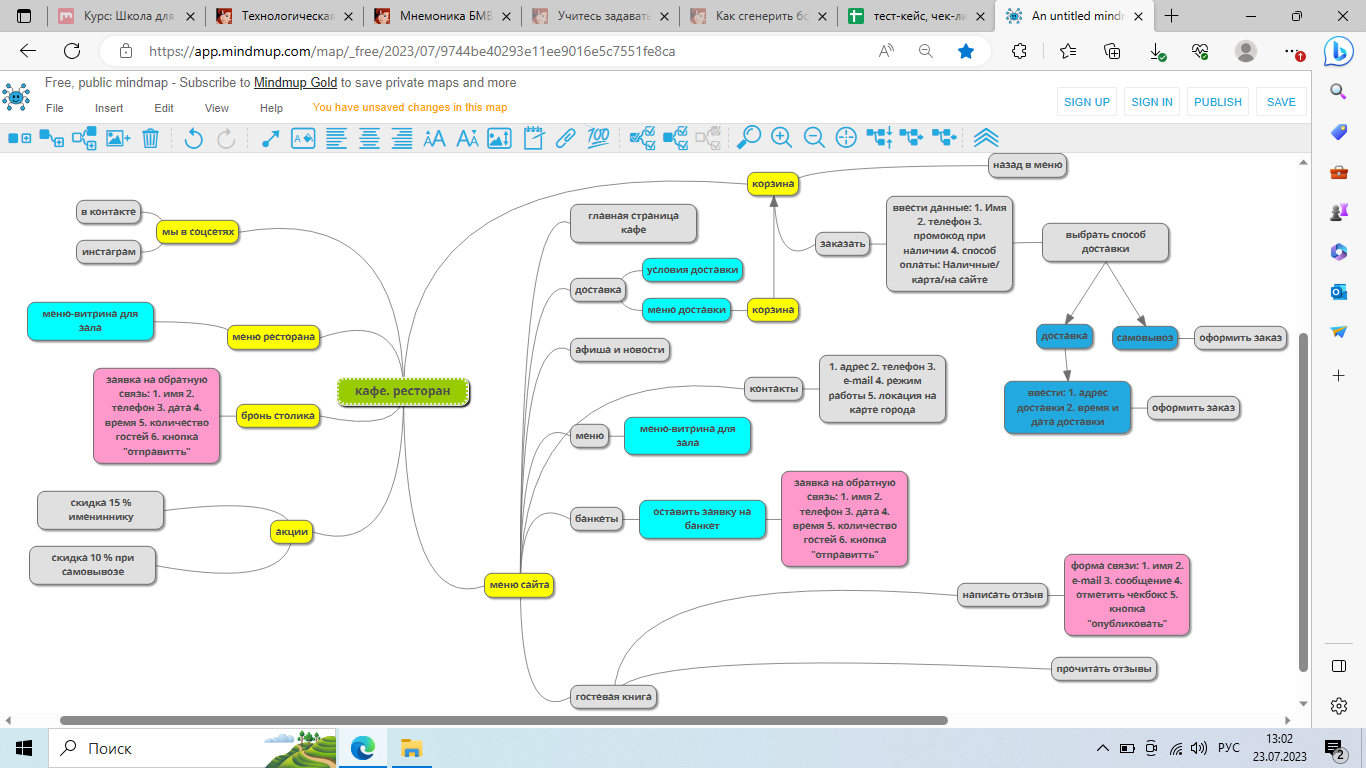 Курс: Школа для
Технологическая
Мнемоника БМВ
Учитесь задават
Как сгенерить бо
тест-кейс, чек-ли
An untitled mindm
https://app.mindmup.com/map/_free/2023/07/9744be40293e11ee9016e5c7551fe8ca
Free, public mindmap - Subscribe to Mindmup Gold to save private maps and more
File Insert Edit View Help You have unsaved changes in this map
SIGN UP SIGN IN PUBLISH SAVE
назад в меню
корзина
в контакте
мы в соцсетях
инстаграм
главная страница
кафе
заказать
ввести данные: 1. Имя
2. телефон 3.
промокод при
наличии 4. способ
оплаты: Наличные/
карта/на сайте
выбрать способ
доставки
условия доставки
доставка
меню доставки
корзина
меню-витрина для
зала
меню ресторана
доставка
самовывоз
оформить заказ
афиша и новости
кафе. ресторан
контакты
1. адрес 2. телефон 3.
e-mail 4. режим
работы 5. локация на
карте города
ввести: 1. адрес
доставки 2. время и
дата доставки
оформить заказ
заявка на обратную
связь: 1. имя 2.
телефон 3. дата 4.
время 5. количество
гостей 6. кнопка
"отправитть"
бронь столика
меню
меню-витрина для
зала
скидка 15 %
имениннику
акции
скидка 10 % при
самовывозе
банкеты
оставить заявку на
банкет
заявка на обратную
связь: 1. имя 2.
телефон 3. дата 4.
время 5. количество
гостей 6. кнопка
"отправитть"
меню сайта
написать отзыв
форма связи: 1. имя 2.
e-mail 3. сообщение 4.
отметить чекбокс 5.
кнопка
"опубликовать"
прочитать отзывы
гостевая книга
Поиск
РУС
13:02
23.07.2023
2